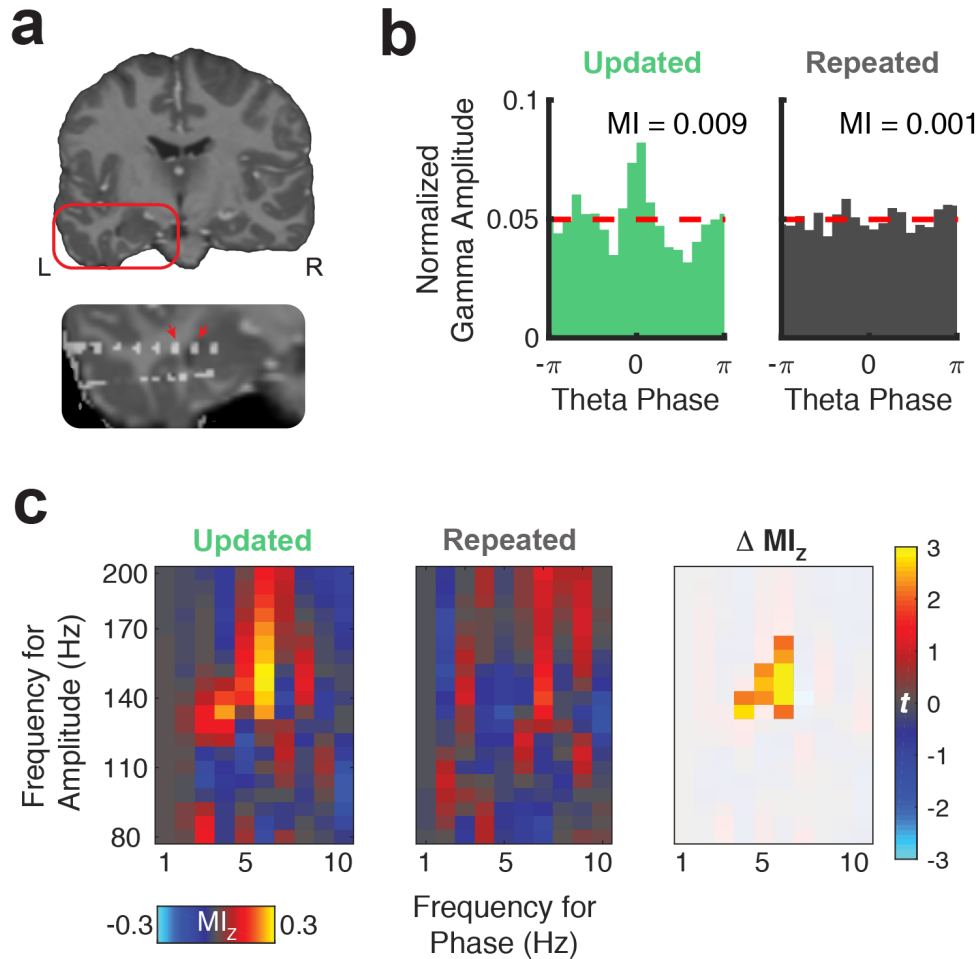 a
L
R
b
Updated
Repeated
Normalized
Gamma Amplitude
0.1
0.05
0
MI = 0.009
MI = 0.001
-π 0 π
-π 0 π
Theta Phase
Theta Phase
c
Updated
Repeated
Δ MIz
Frequency for
Amplitude (Hz)
200
170
140
110
80
1 5 10
1 5 10
1 5 10
3
2
1
t 0
-1
-2
-3
-0.3 MIz 0.3
Frequency for
Phase (Hz)